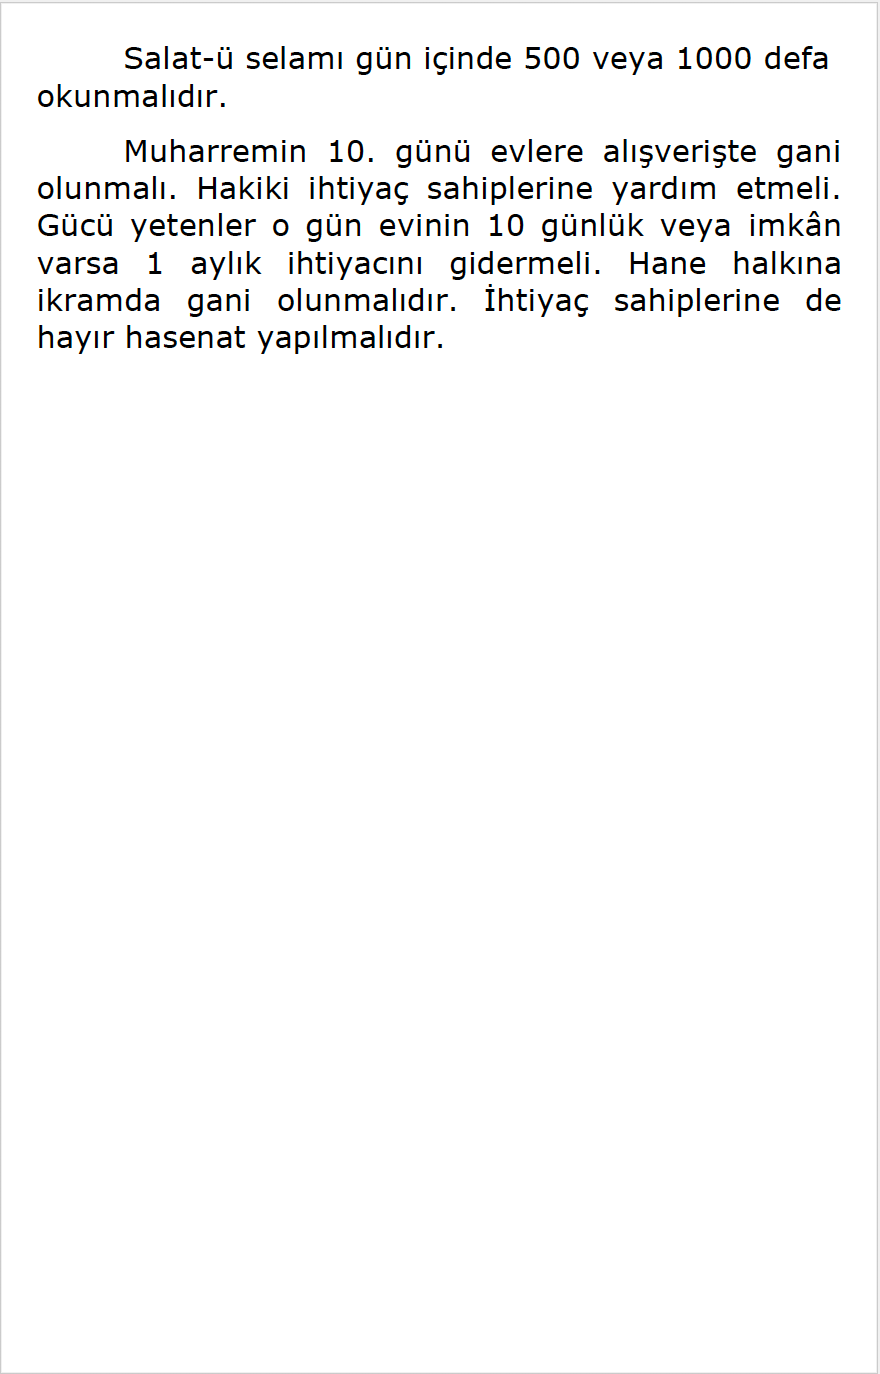 Salat-ü selamı gün içinde 500 veya 1000 defa
okunmalıdır.
Muharremin 10. günü evlere alışverişte gani
olunmalı. Hakiki ihtiyaç sahiplerine yardım etmeli.
Gücü yetenler o gün evinin 10 günlük veya imkân
varsa 1 aylık ihtiyacını gidermeli. Hane halkına
ikramda gani olunmalıdır. İhtiyaç sahiplerine de
hayır hasenat yapılmalıdır.